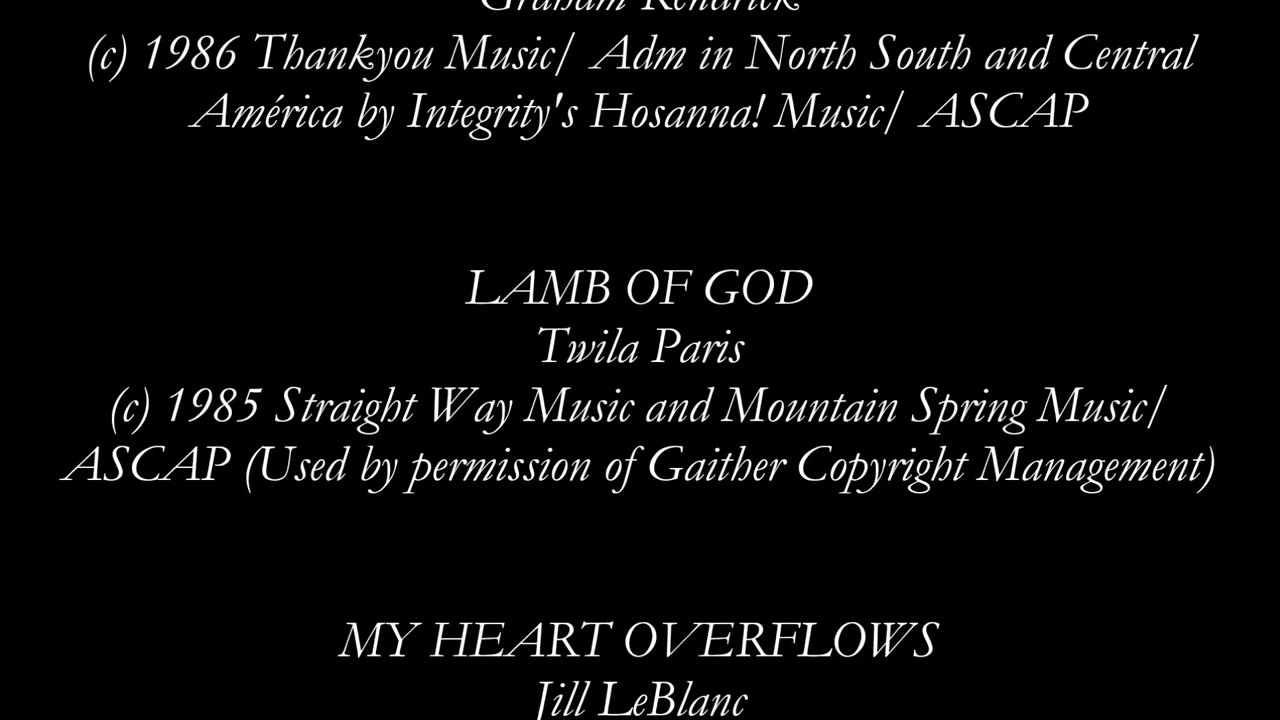 Graham Kendrick
(c) 1986 Thankyou Music/ Adm in North South and Central
América by Integrity's Hosanna! Music/ ASCAP
LAMB OF GOD
Twila Paris
(c) 1985 Straight Way Music and Mountain Spring Music/
ASCAP (Used by permission of Gaither Copyright Management)
MY HEART OVERFLOWS
Jill LeBlanc